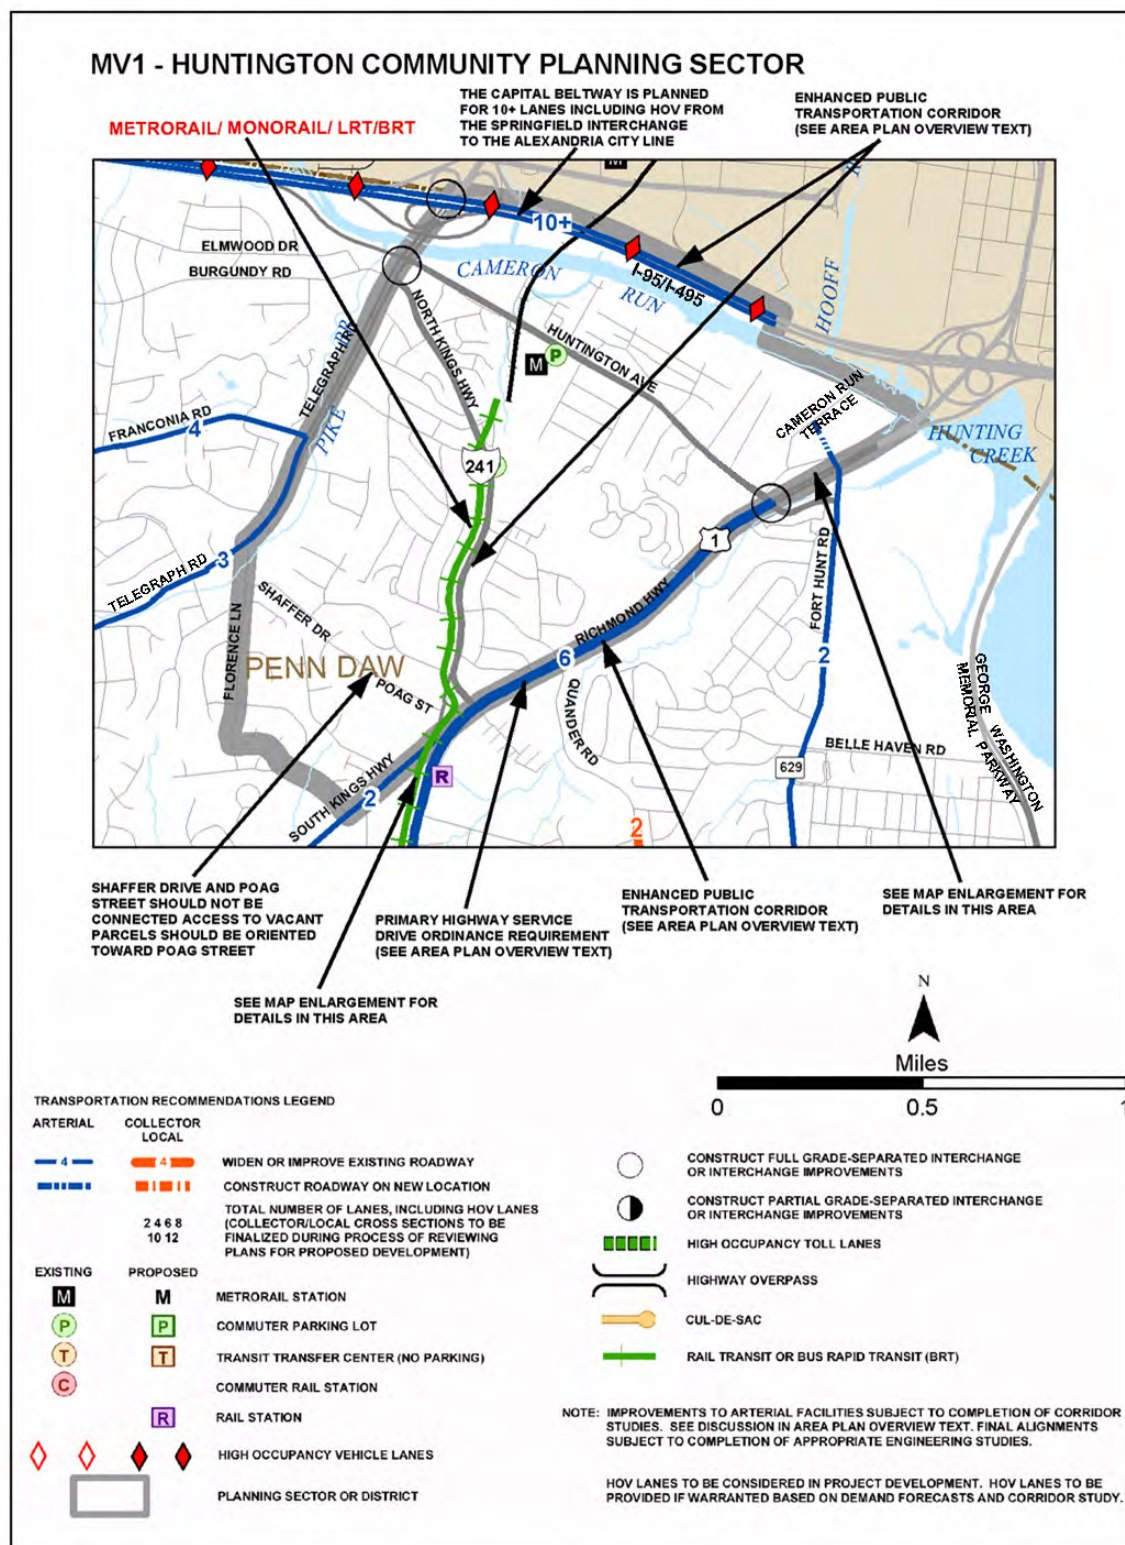 MV1 - HUNTINGTON COMMUNITY PLANNING SECTOR
METRORAIL/ MONORAIL/ LRT/BRT
THE CAPITAL BELTWAY IS PLANNED
FOR 10+ LANES INCLUDING HOV FROM
THE SPRINGFIELD INTERCHANGE
TO THE ALEXANDRIA CITY LINE
ENHANCED PUBLIC
TRANSPORTATION CORRIDOR
(SEE AREA PLAN OVERVIEW TEXT)
M
10+
ELMWOOD DR
BURGUNDY RD
CAMERON
RUN
I-95/I-495
HOOFF
R
NORTH KINGS HWY
HUNTINGTON AVE
M
P
TELEGRAPH RD
BR
PIKE
FRANCONIA RD
4
CAMERON RUN
TERRACE
HUNTING
CREEK
241
1
TELEGRAPH RD
3
SHAFFER DR
FLORENCE LN
PENN DAW
POAG ST
RICHMOND HWY
6
QUANDER RD
FORT HUNT RD
2
GEORGE WASHINGTON
MEMORIAL PARKWAY
BELLE HAVEN RD
629
R
SOUTH KINGS HWY
2
2
SHAFFER DRIVE AND POAG
STREET SHOULD NOT BE
CONNECTED ACCESS TO VACANT
PARCELS SHOULD BE ORIENTED
TOWARD POAG STREET
PRIMARY HIGHWAY SERVICE
DRIVE ORDINANCE REQUIREMENT
(SEE AREA PLAN OVERVIEW TEXT)
ENHANCED PUBLIC
TRANSPORTATION CORRIDOR
(SEE AREA PLAN OVERVIEW TEXT)
SEE MAP ENLARGEMENT FOR
DETAILS IN THIS AREA
SEE MAP ENLARGEMENT FOR
DETAILS IN THIS AREA
N
Miles
0 0.5 1
TRANSPORTATION RECOMMENDATIONS LEGEND
ARTERIAL COLLECTOR
LOCAL
4 4 WIDEN OR IMPROVE EXISTING ROADWAY
CONSTRUCT ROADWAY ON NEW LOCATION
2 4 6 8
10 12
TOTAL NUMBER OF LANES, INCLUDING HOV LANES
(COLLECTOR/LOCAL CROSS SECTIONS TO BE
FINALIZED DURING PROCESS OF REVIEWING
PLANS FOR PROPOSED DEVELOPMENT)
EXISTING PROPOSED
M M METRORAIL STATION
P P COMMUTER PARKING LOT
T T TRANSIT TRANSFER CENTER (NO PARKING)
C COMMUTER RAIL STATION
R RAIL STATION
HIGH OCCUPANCY VEHICLE LANES
PLANNING SECTOR OR DISTRICT
CONSTRUCT FULL GRADE-SEPARATED INTERCHANGE
OR INTERCHANGE IMPROVEMENTS
CONSTRUCT PARTIAL GRADE-SEPARATED INTERCHANGE
OR INTERCHANGE IMPROVEMENTS
HIGH OCCUPANCY TOLL LANES
HIGHWAY OVERPASS
CUL-DE-SAC
RAIL TRANSIT OR BUS RAPID TRANSIT (BRT)
NOTE: IMPROVEMENTS TO ARTERIAL FACILITIES SUBJECT TO COMPLETION OF CORRIDOR
STUDIES. SEE DISCUSSION IN AREA PLAN OVERVIEW TEXT. FINAL ALIGNMENTS
SUBJECT TO COMPLETION OF APPROPRIATE ENGINEERING STUDIES.
HOV LANES TO BE CONSIDERED IN PROJECT DEVELOPMENT. HOV LANES TO BE
PROVIDED IF WARRANTED BASED ON DEMAND FORECASTS AND CORRIDOR STUDY.